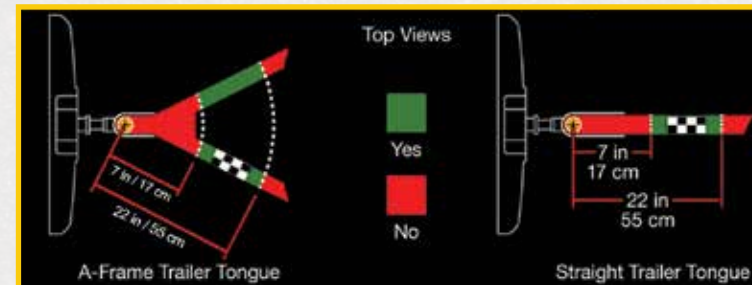 Top Views
Yes
No
7 in / 17 cm
22 in / 55 cm
A-Frame Trailer Tongue
7 in
17 cm
22 in
55 cm
Straight Trailer Tongue